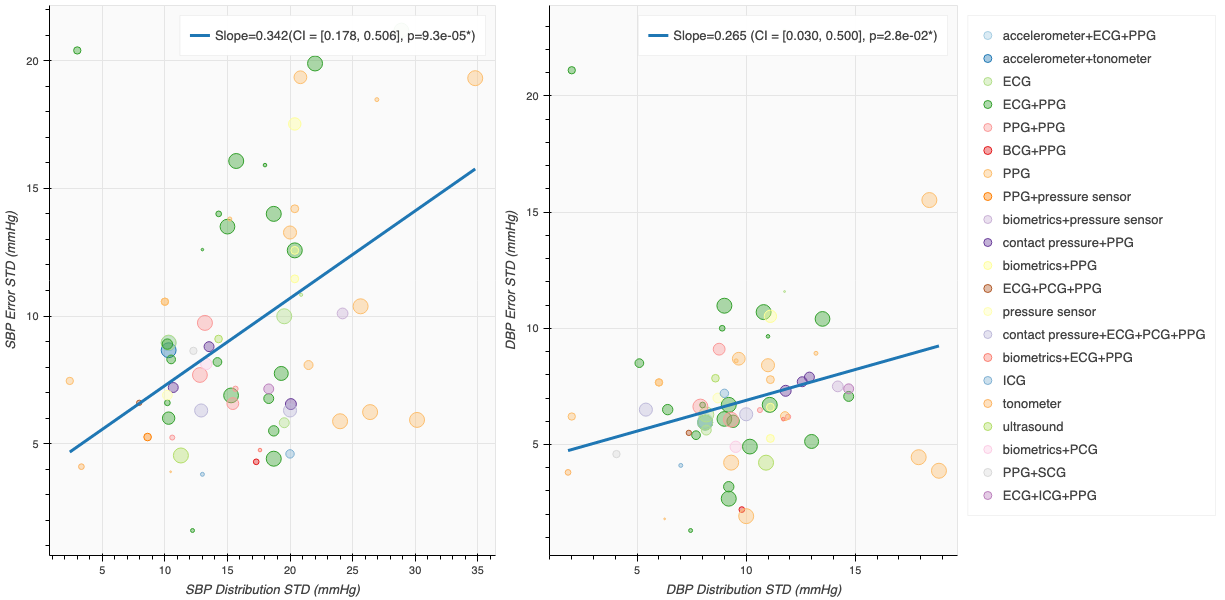 Slope=0.342(CI = [0.178, 0.506], p=9.3e-05*)
20
15
10
5
SBP Error STD (mmHg)
5
10
15
20
25
30
35
SBP Distribution STD (mmHg)
Slope=0.265 (CI = [0.030, 0.500], p=2.8e-02*)
20
15
10
5
DBP Error STD (mmHg)
5
10
15
DBP Distribution STD (mmHg)
accelerometer+ECG+PPG
accelerometer+tonometer
ECG
ECG+PPG
PPG+PPG
BCG+PPG
PPG
PPG+pressure sensor
biometrics+pressure sensor
contact pressure+PPG
biometrics+PPG
ECG+PCG+PPG
pressure sensor
contact pressure+ECG+PCG+PPG
biometrics+ECG+PPG
ICG
tonometer
ultrasound
biometrics+PCG
PPG+SCG
ECG+ICG+PPG